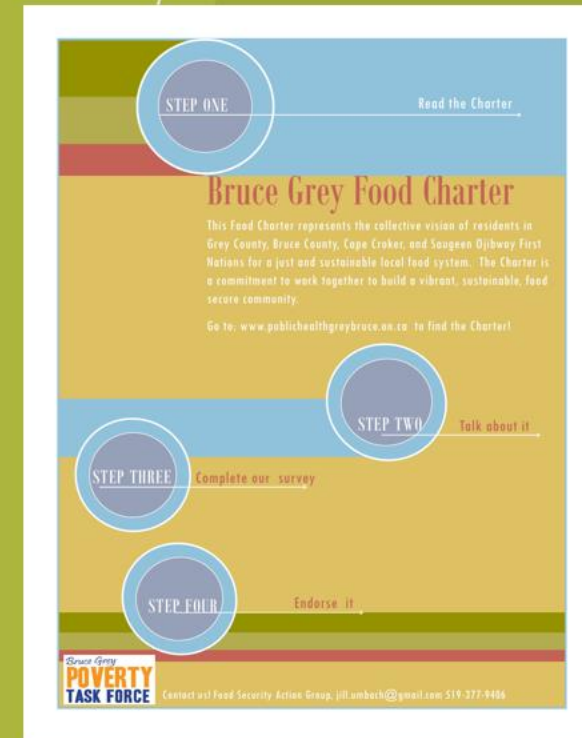 STEP ONE
Read the Charter
Bruce Grey Food Charter
This Food Charter represents the collective vision of residents in
Grey County, Bruce County, Cape Croker, and Saugeen Ojibway First
Nations for a just and sustainable local food system. The Charter is
a commitment to work together to build a vibrant, sustainable, food
secure community.
Go to: www.publichealthgreybruce.on.ca to find the Charter!
STEP TWO
Talk about it
STEP THREE
Complete our survey
STEP FOUR
Endorse it
Bruce Grey
POVERTY
TASK FORCE
Contact us! Food Security Action Group, jill.umbach@gmail.com 519-377-9406